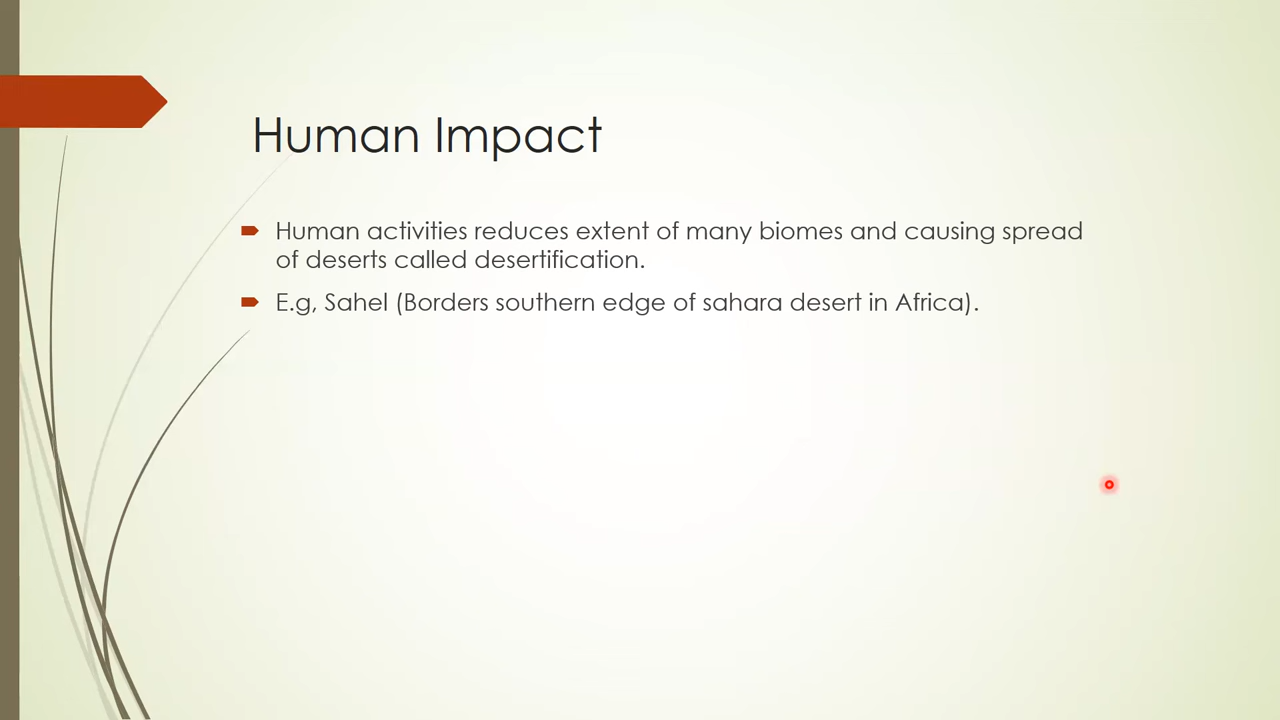 Human Impact
Human activities reduces extent of many biomes and causing spread
of deserts called desertification.
E.g, Sahel (Borders southern edge of sahara desert in Africa).